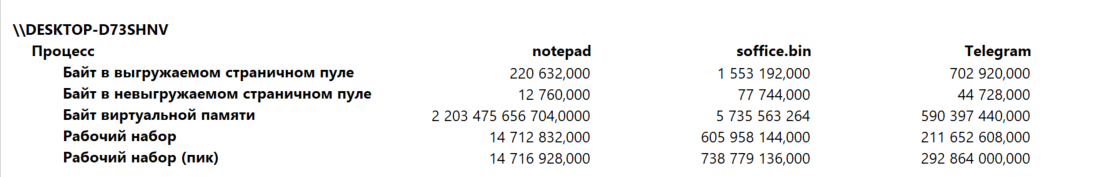 \\DESKTOP-D73SHNV
Процесс notepad soffice.bin Telegram
Байт в выгружаемом страничном пуле 220 632,000 1 553 192,000 702 920,000
Байт в невыгружаемом страничном пуле 12 760,000 77 744,000 44 728,000
Байт виртуальной памяти 2 203 475 656 704,0000 5 735 563 264 590 397 440,000
Рабочий набор 14 712 832,000 605 958 144,000 211 652 608,000
Рабочий набор (пик) 14 716 928,000 738 779 136,000 292 864 000,000